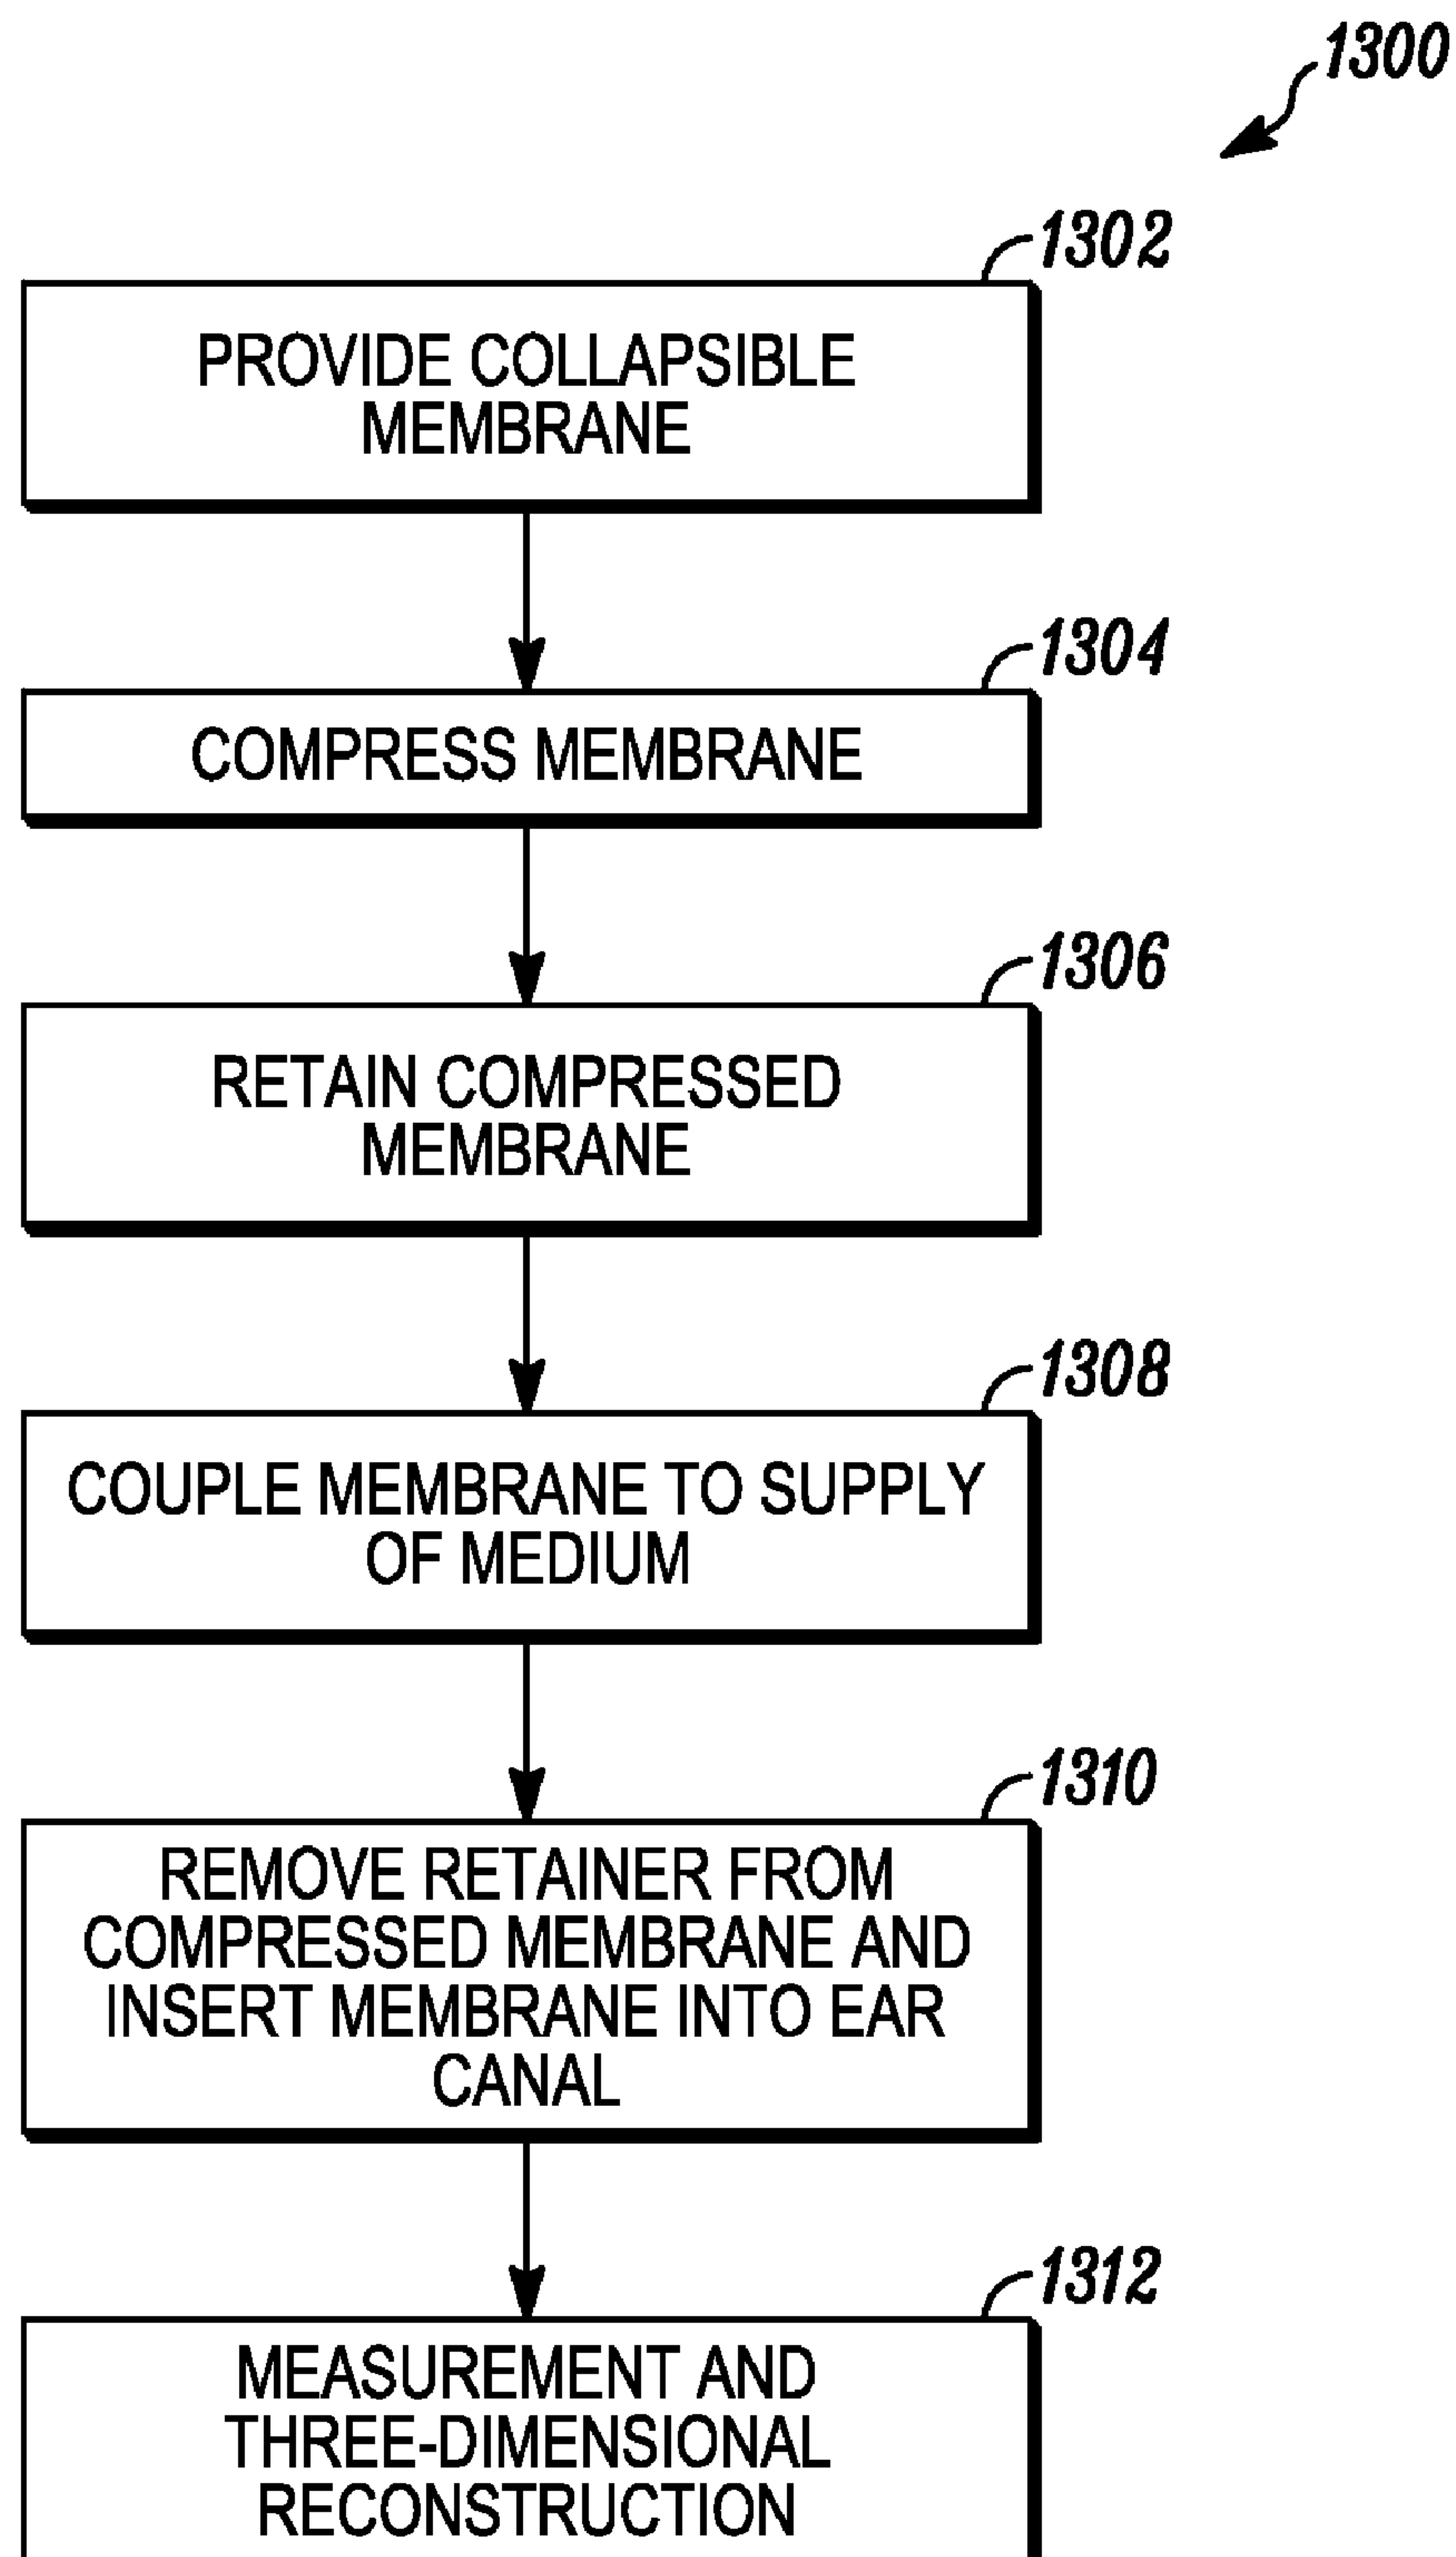 1300
1302
PROVIDE COLLAPSIBLE
MEMBRANE
1304
COMPRESS MEMBRANE
1306
RETAIN COMPRESSED
MEMBRANE
1308
COUPLE MEMBRANE TO SUPPLY
OF MEDIUM
1310
REMOVE RETAINER FROM
COMPRESSED MEMBRANE AND
INSERT MEMBRANE INTO EAR
CANAL
1312
MEASUREMENT AND
THREE-DIMENSIONAL
RECONSTRUCTION